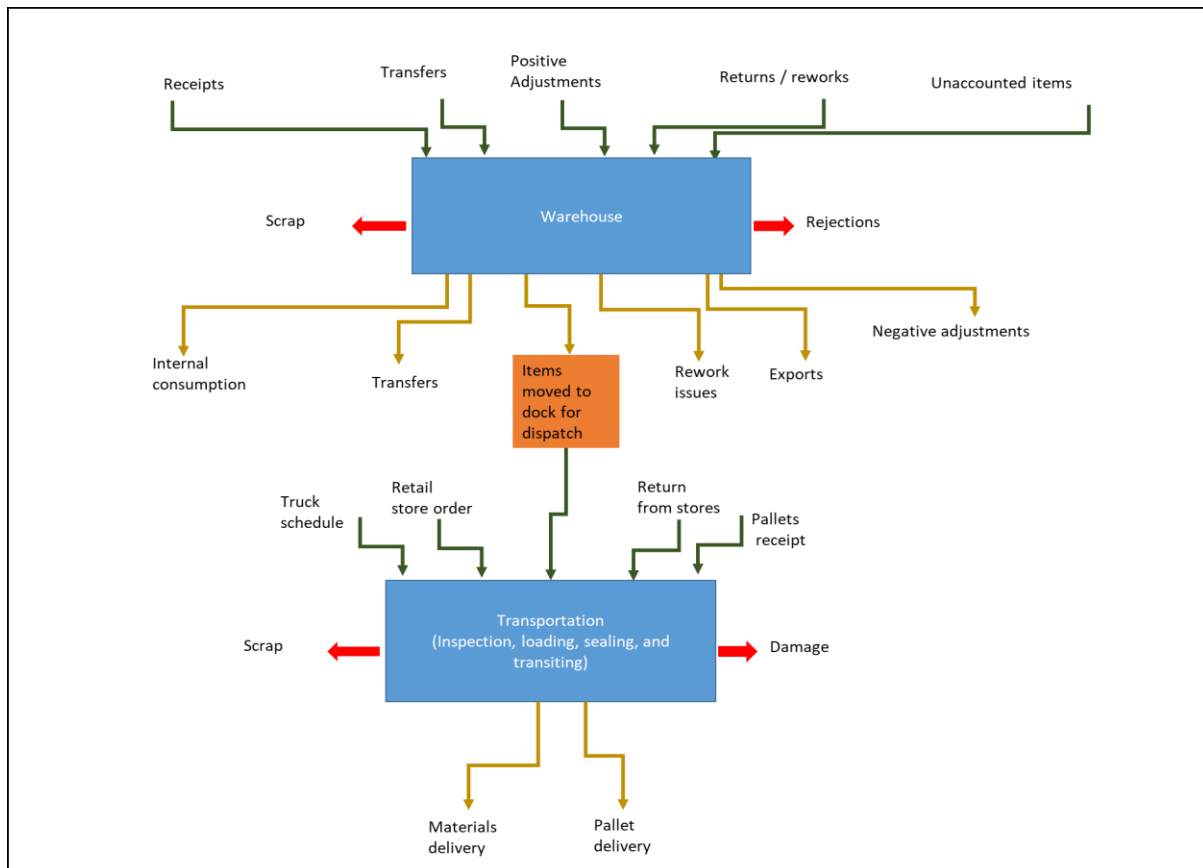 Receipts
Transfers
Positive
Adjustments
Returns / reworks
Unaccounted items
Scrap
Warehouse
Rejections
Internal
consumption
Transfers
Items
moved to
dock for
dispatch
Rework
issues
Exports
Negative adjustments
Truck
schedule
Retail
store order
Return
from stores
Pallets
receipt
Scrap
Transportation
(Inspection, loading, sealing, and
transiting)
Damage
Materials
delivery
Pallet
delivery